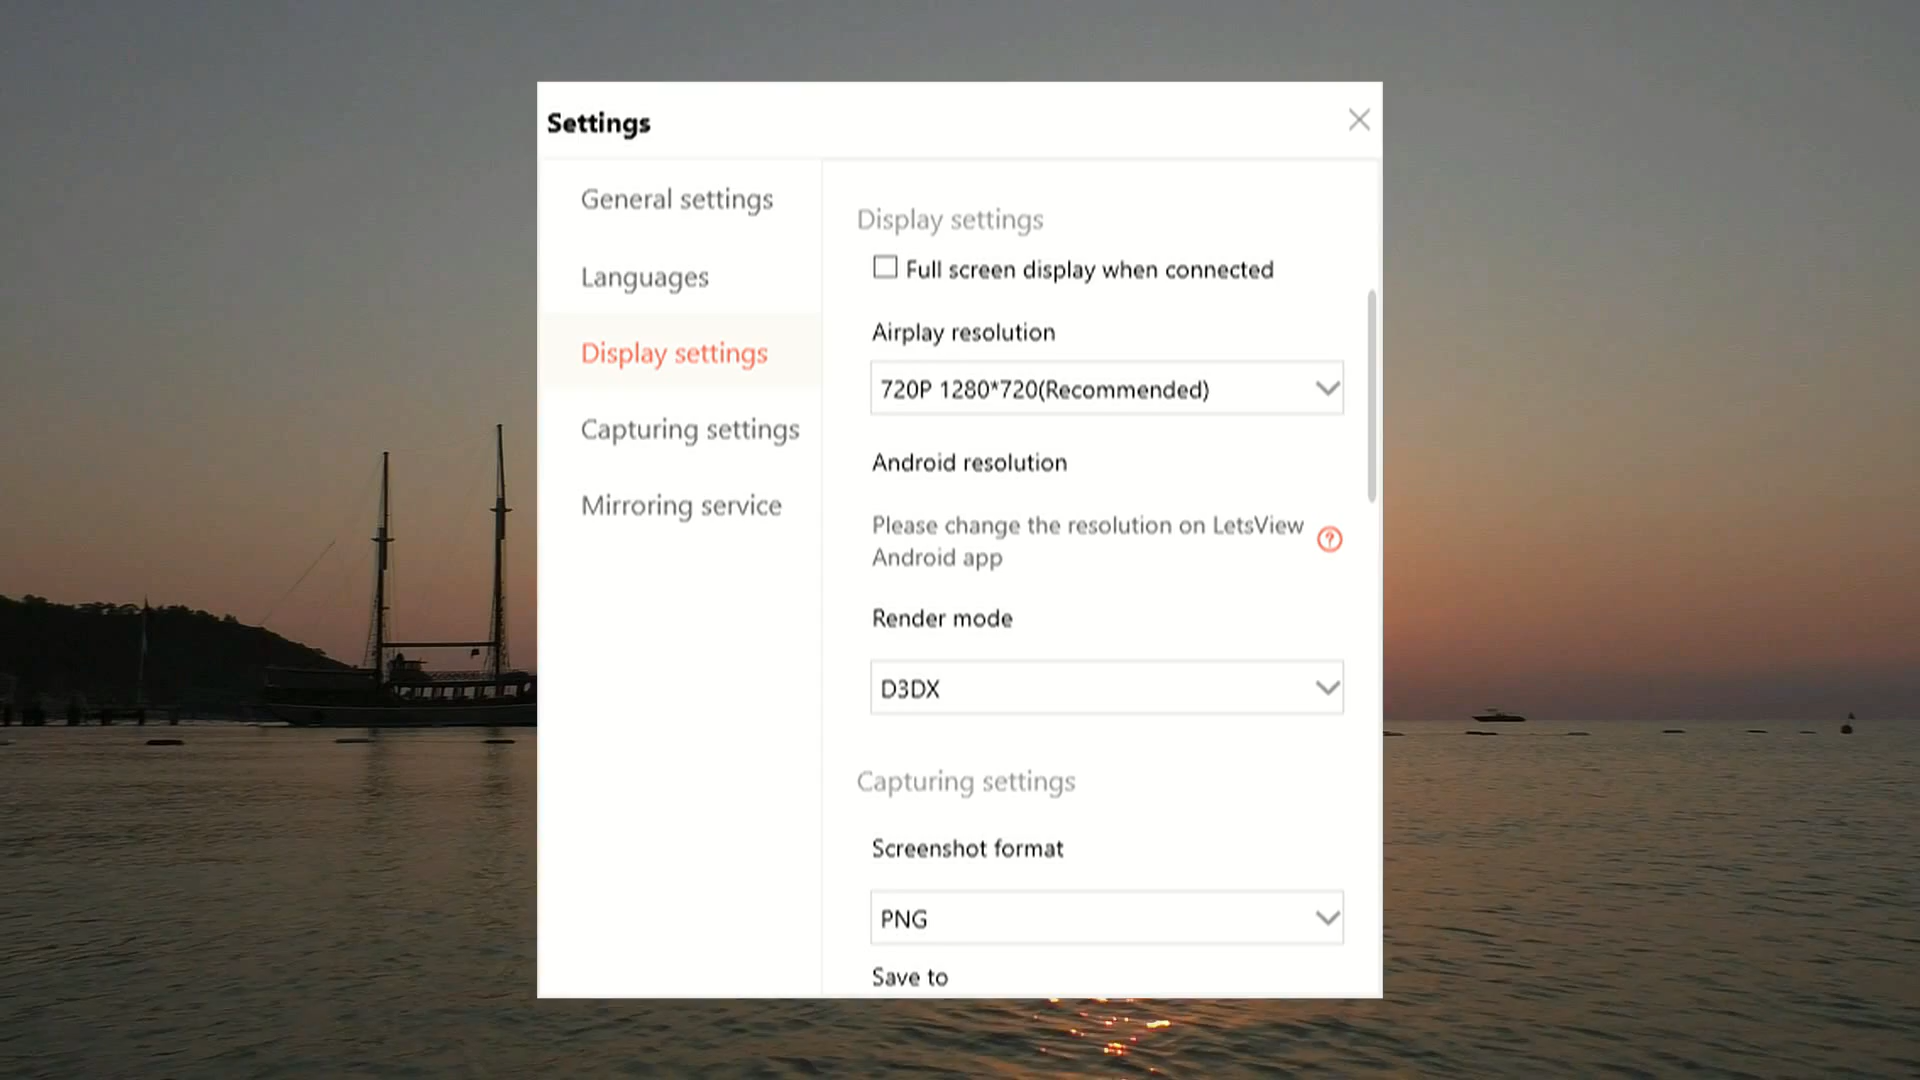 Settings
General settings
Languages
Display settings
Capturing settings
Mirroring service
Display settings
Full screen display when connected
Airplay resolution
720P 1280*720(Recommended)
Android resolution
Please change the resolution on LetsView
Android app
?
Render mode
D3DX
Capturing settings
Screenshot format
PNG
Save to